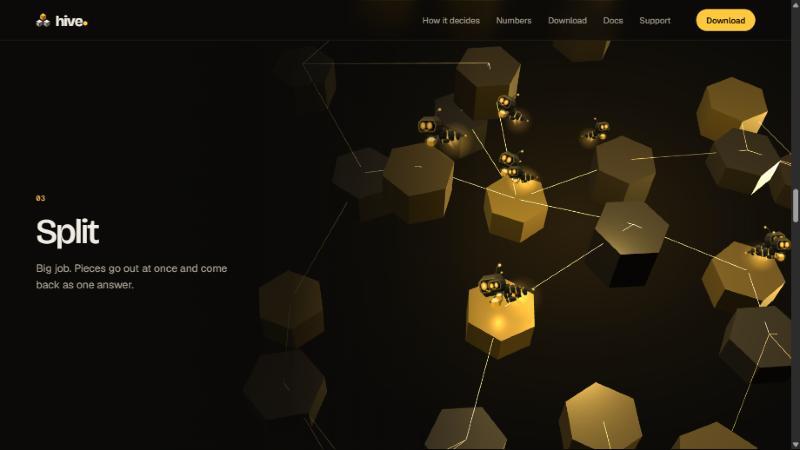 hive.
How it decides
Numbers
Download
Docs
Support
Download
03
Split
Big job. Pieces go out at once and come
back as one answer.